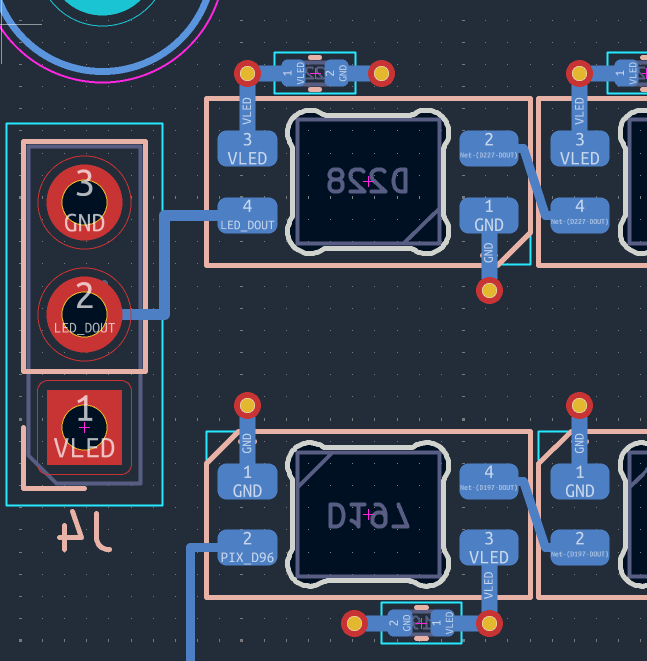 1 VLED
2 GND
VLED
VLED
3
VLED
2
Net-(D227-DOUT)
3
VLED
D228
4
LED_DOUT
1
GND
4
Net-(D227-DOUT)
GND
3
GND
2
LED_DOUT
1
VLED
J4
GND
GND
1
GND
4
Net-(D197-DOUT)
1
GND
D197
2
PIX_D96
3
VLED
2
Net-(D197-DOUT)
VLED
2 GND
1 VLED